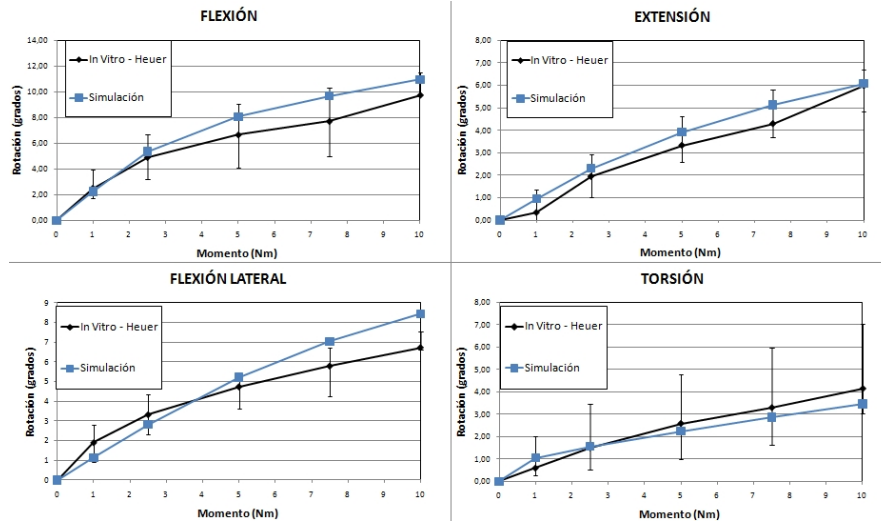 FLEXIÓN
14,00
12,00
10,00
8,00
6,00
4,00
2,00
0,00
In Vitro - Heuer
Simulación
Rotación (grados)
0 1 2 3 4 5 6 7 8 9 10
Momento (Nm)
EXTENSIÓN
8,00
7,00
6,00
5,00
4,00
3,00
2,00
1,00
0,00
In Vitro - Heuer
Simulación
Rotación (grados)
0 1 2 3 4 5 6 7 8 9 10
Momento (Nm)
FLEXIÓN LATERAL
9
8
7
6
5
4
3
2
1
0
In Vitro - Heuer
Simulación
Rotación (grados)
0 1 2 3 4 5 6 7 8 9 10
Momento (Nm)
TORSIÓN
8,00
7,00
6,00
5,00
4,00
3,00
2,00
1,00
0,00
In Vitro - Heuer
Simulación
Rotación (grados)
0 1 2 3 4 5 6 7 8 9 10
Momento (Nm)